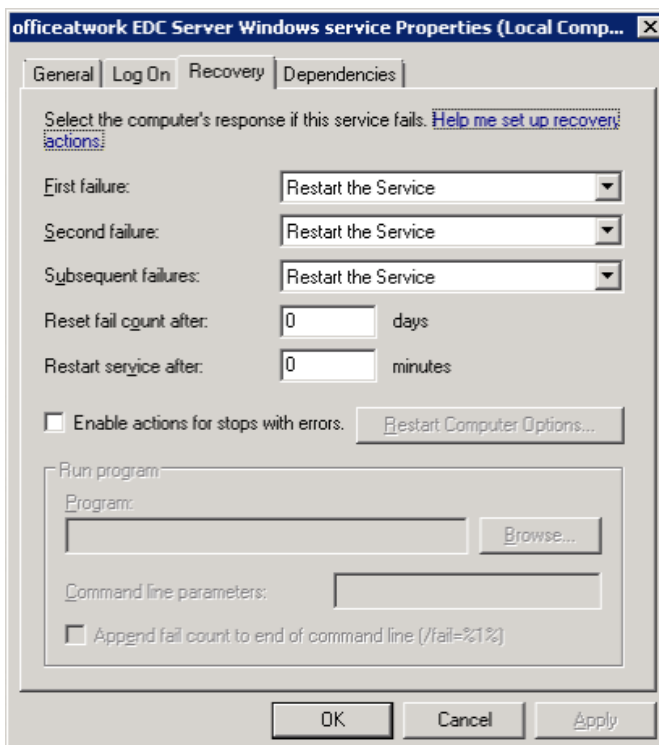 officeatwork EDC Server Windows service Properties (Local Comp...
General Log On Recovery Dependencies
Select the computer's response if this service fails. Help me set up recovery
actions.
First failure: Restart the Service
Second failure: Restart the Service
Subsequent failures: Restart the Service
Reset fail count after: 0 days
Restart service after: 0 minutes
Enable actions for stops with errors. Restart Computer Options...
Run program
Program:
Browse...
Command line parameters:
Append fail count to end of command line (/fail=%1%)
OK Cancel Apply